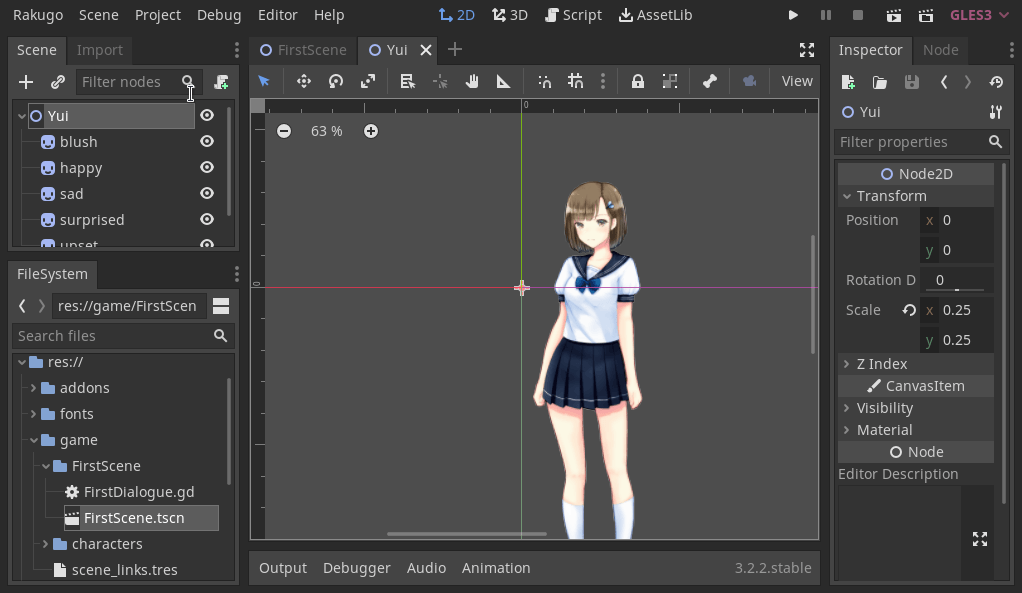 Rakugo Scene Project Debug Editor Help 2D 3D Script AssetLib GLES3
Scene Import
Filter nodes
Yui
blush
happy
sad
surprised
upset
FileSystem
res://game/FirstScen
Search files
res://
addons
fonts
game
FirstScene
FirstDialogue.gd
FirstScene.tscn
characters
scene_links.tres
FirstScene Yui
View
0
0
63 %
Output Debugger Audio Animation 3.2.2.stable
Inspector Node
Yui
Filter properties
Node2D
Transform
Position x 0
y 0
Rotation D 0
Scale x 0.25
y 0.25
Z Index
CanvasItem
Visibility
Material
Node
Editor Description